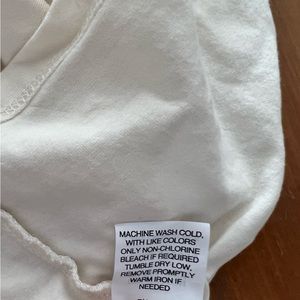 MACHINE WASH COLD.
WITH LIKE COLORS
ONLY NON-CHLORINE
BLEACH IF REQUIRED
TUMBLE DRY LOW.
REMOVE PROMPTLY
WARM IRON IF
NEEDED